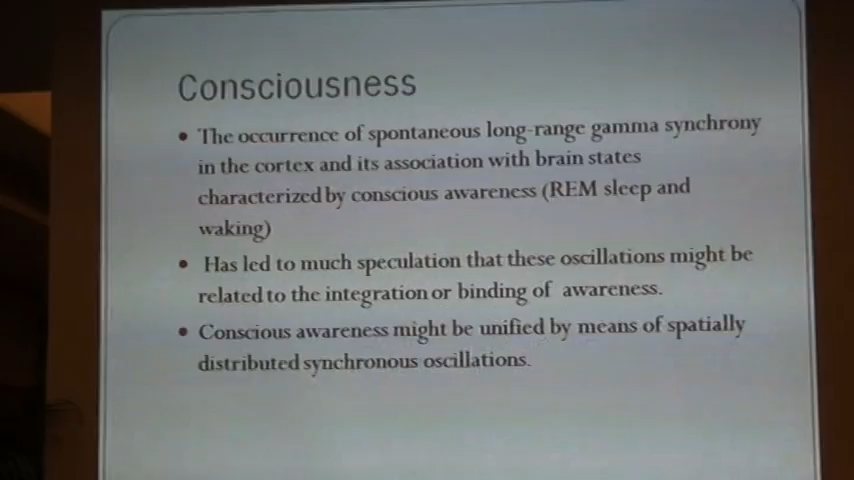 Consciousness
• The occurrence of spontaneous long-range gamma synchrony
in the cortex and its association with brain states
characterized by conscious awareness (REM sleep and
waking)
• Has led to much speculation that these oscillations might be
related to the integration or binding of awareness.
• Conscious awareness might be unified by means of spatially
distributed synchronous oscillations.